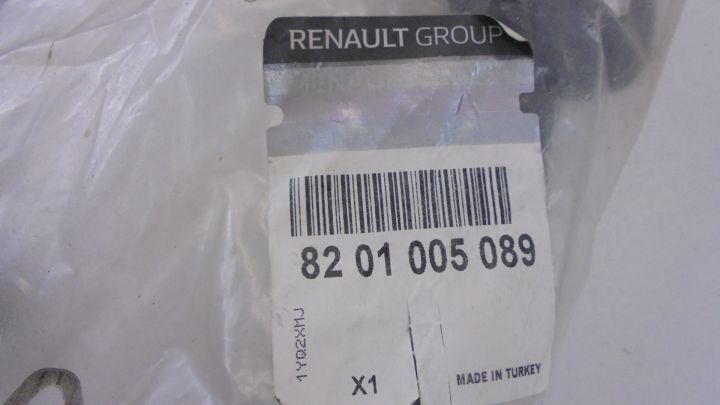 RENAULT GROUP
82 01 005 089
1YQ2XMJ
X1
MADE IN TURKEY